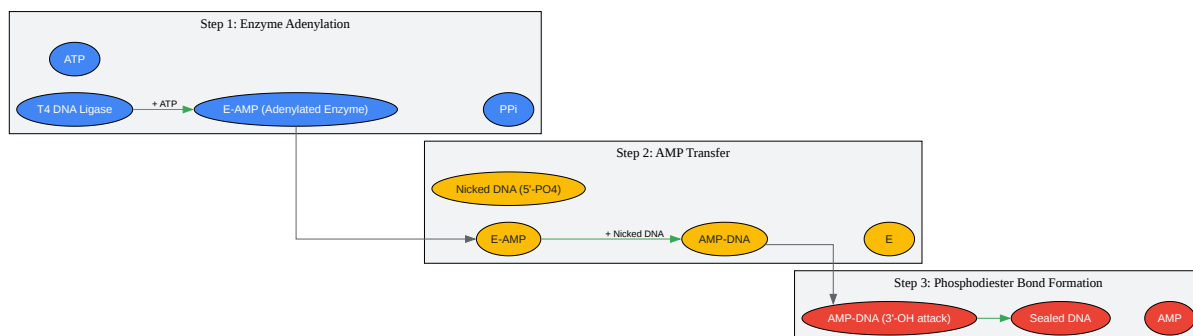 Step 1: Enzyme Adenylation
ATP
T4 DNA Ligase
+ ATP
E-AMP (Adenylated Enzyme)
PPi
Step 2: AMP Transfer
Nicked DNA (5'-PO4)
E-AMP
+ Nicked DNA
AMP-DNA
E
Step 3: Phosphodiester Bond Formation
AMP-DNA (3'-OH attack)
Sealed DNA
AMP